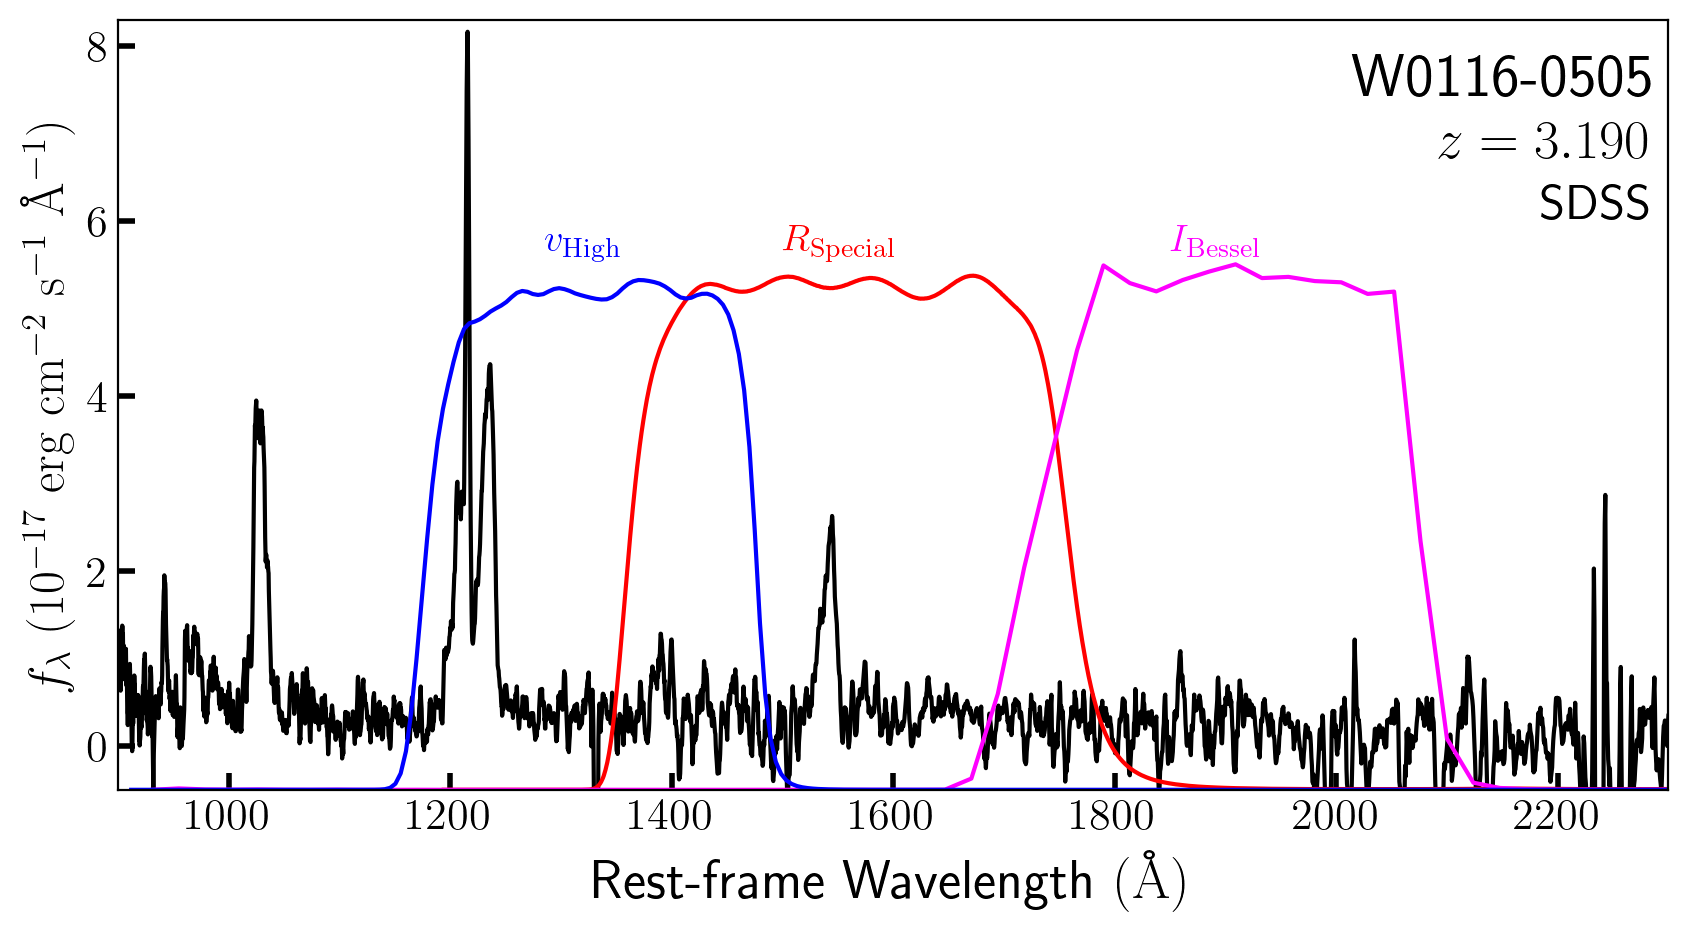 W0116-0505
z = 3.190
SDSS
v_High R_Special I_Bessel
f_λ (10^−17 erg cm^−2 s^−1 Å^−1)
8
6
4
2
0
1000 1200 1400 1600 1800 2000 2200
Rest-frame Wavelength (Å)